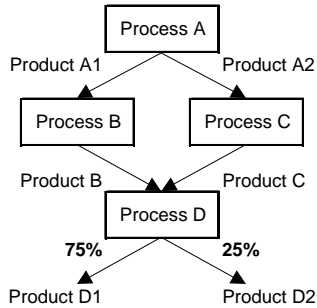 Process A
Product A1
Product A2
Process B
Process C
Product B
Product C
Process D
75%
25%
Product D1
Product D2